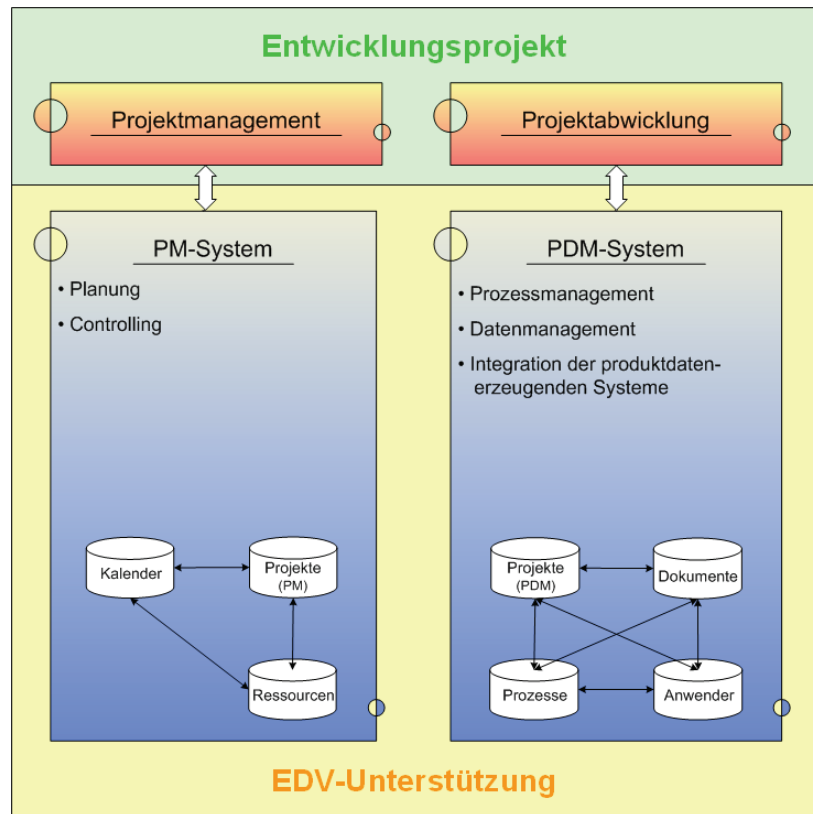 Entwicklungsprojekt
Projektmanagement
Projektabwicklung
PM-System
• Planung
• Controlling
Kalender
Projekte
(PM)
Ressourcen
PDM-System
• Prozessmanagement
• Datenmanagement
• Integration der produktdaten-
erzeugenden Systeme
Projekte
(PDM)
Dokumente
Prozesse
Anwender
EDV-Unterstützung